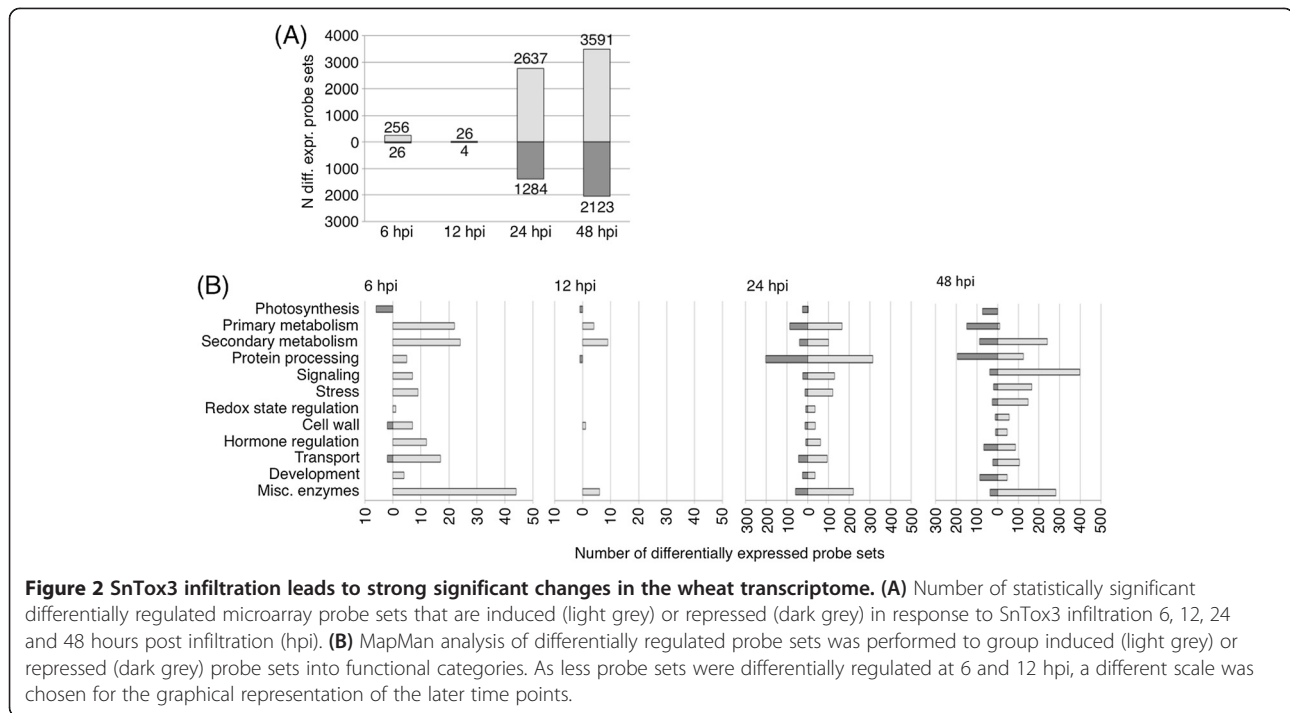 (A)
N diff. expr. probe sets
4000
3000
2000
1000
0
1000
2000
3000
256
26
26
4
2637
1284
3591
2123
6 hpi
12 hpi
24 hpi
48 hpi
(B)
6 hpi
12 hpi
24 hpi
48 hpi
Photosynthesis
Primary metabolism
Secondary metabolism
Protein processing
Signaling
Stress
Redox state regulation
Cell wall
Hormone regulation
Transport
Development
Misc. enzymes
10 0 10 20 30 40 50
10 0 10 20 30 40 50
300 200 100 0 100 200 300 400 500
300 200 100 0 100 200 300 400 500
Number of differentially expressed probe sets
Figure 2 SnTox3 infiltration leads to strong significant changes in the wheat transcriptome. (A) Number of statistically significant
differentially regulated microarray probe sets that are induced (light grey) or repressed (dark grey) in response to SnTox3 infiltration 6, 12, 24
and 48 hours post infiltration (hpi). (B) MapMan analysis of differentially regulated probe sets was performed to group induced (light grey) or
repressed (dark grey) probe sets into functional categories. As less probe sets were differentially regulated at 6 and 12 hpi, a different scale was
chosen for the graphical representation of the later time points.